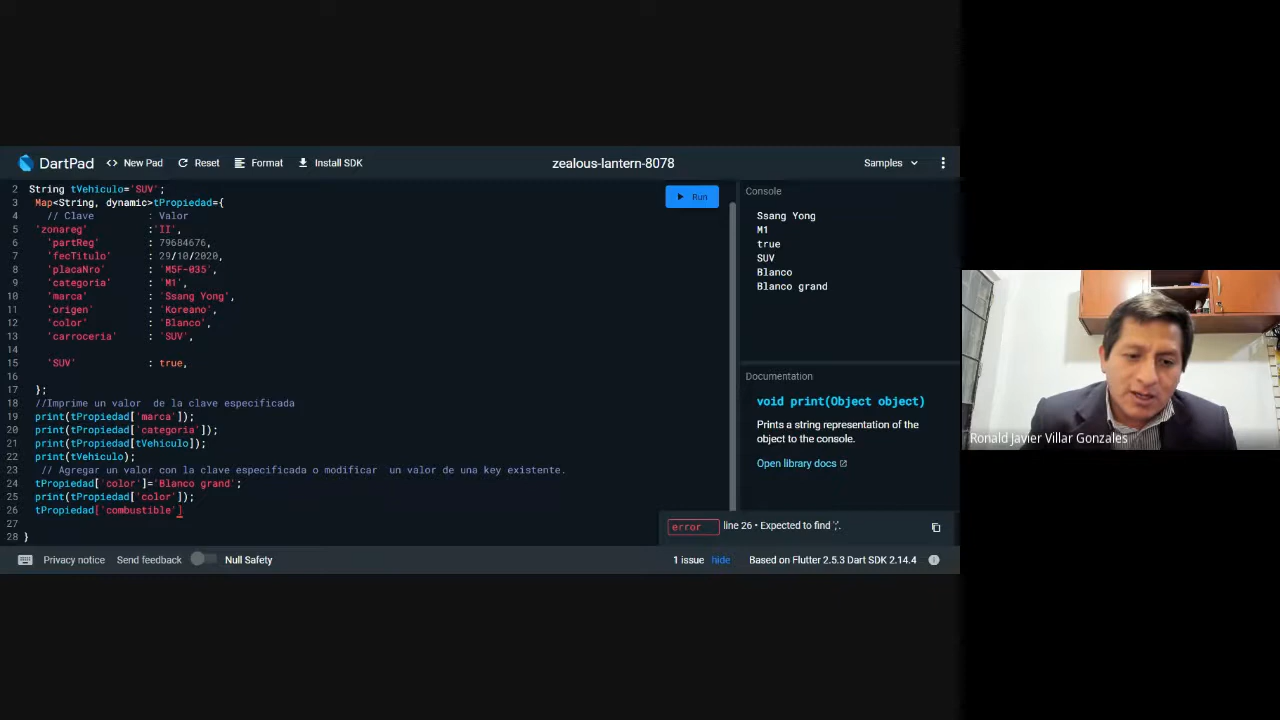 DartPad
New Pad
Reset
Format
Install SDK
zealous-lantern-8078
Samples
2 String tVehiculo='SUV';
3 Map<String, dynamic>tPropiedad={
4 // Clave : Valor
5 'zonareg' :'II',
6 'partReg' : 79684676,
7 'fecTitulo' : 29/10/2020,
8 'placaNro' : 'M5F-035',
9 'categoria' : 'M1',
10 'marca' : 'Ssang Yong',
11 'origen' : 'Koreano',
12 'color' : 'Blanco',
13 'carroceria' : 'SUV',
14
15 'SUV' : true,
16
17 };
18 //Imprime un valor de la clave especificada
19 print(tPropiedad['marca']);
20 print(tPropiedad['categoria']);
21 print(tPropiedad[tVehiculo]);
22 print(tVehiculo);
23 // Agregar un valor con la clave especificada o modificar un valor de una key existente.
24 tPropiedad['color']='Blanco grand';
25 print(tPropiedad['color']);
26 tPropiedad['combustible']
27
28 }
Run
Console
Ssang Yong
M1
true
SUV
Blanco
Blanco grand
Documentation
void print(Object object)
Prints a string representation of the
object to the console.
Open library docs
error line 26 • Expected to find ';'.
Privacy notice
Send feedback
Null Safety
1 issue hide
Based on Flutter 2.5.3 Dart SDK 2.14.4
Ronald Javier Villar Gonzales